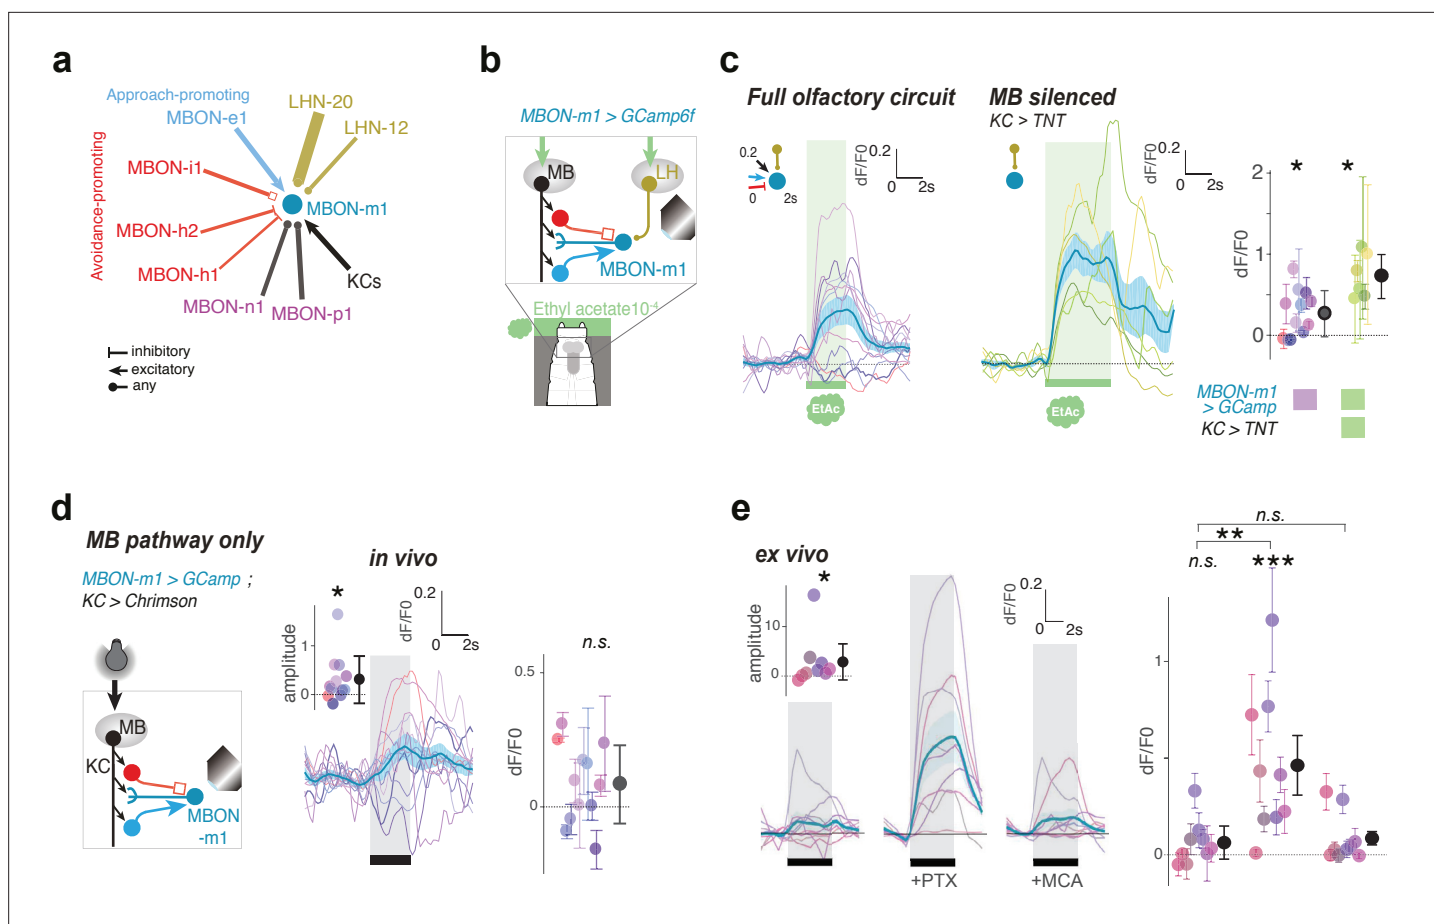 a
Approach-promoting
MBON-e1
LHN-20
LHN-12
Avoidance-promoting
MBON-i1
MBON-m1
MBON-h2
MBON-h1
MBON-n1
MBON-p1
KCs
inhibitory
excitatory
any
b
MBON-m1 > GCamp6f
MB
LH
MBON-m1
Ethyl acetate10-4
c
Full olfactory circuit
MB silenced
KC > TNT
0.2
0
2s
0.2
dF/F0
0 2s
EtAc
0.2
dF/F0
0 2s
EtAc
* *
2
1
0
dF/F0
MBON-m1
> GCamp
KC > TNT
d
MB pathway only
in vivo
MBON-m1 > GCamp ;
KC > Chrimson
MB
KC
MBON
-m1
*
amplitude
1
0
0.2
dF/F0
0 2s
n.s.
0.5
0
dF/F0
e
ex vivo
*
amplitude
10
0
+PTX
0.2
dF/F0
0 2s
+MCA
n.s.
**
n.s.
***
1
0
dF/F0